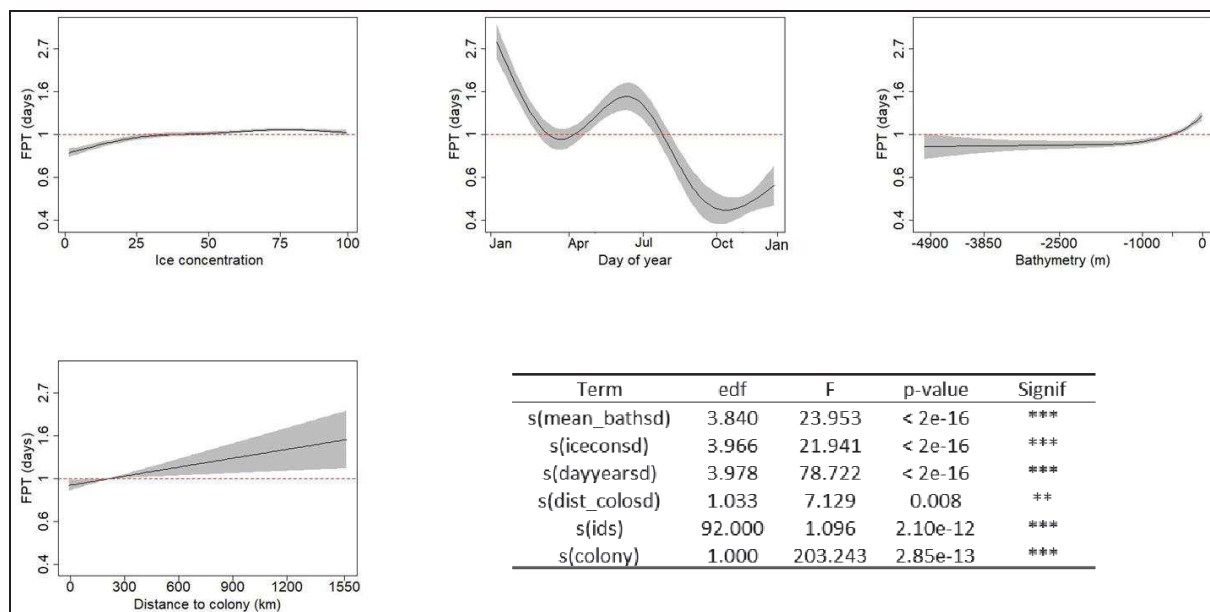 2.7
1.6
1
0.6
0.4
FPT (days)
0 25 50 75 100
Ice concentration
2.7
1.6
1
0.6
0.4
FPT (days)
Jan Apr Jul Oct Jan
Day of year
2.7
1.6
1
0.6
0.4
FPT (days)
-4900 -3850 -2500 -1000 0
Bathymetry (m)
2.7
1.6
1
0.6
0.4
FPT (days)
0 300 600 900 1200 1550
Distance to colony (km)
Term edf F p-value Signif
s(mean_bathsd) 3.840 23.953 < 2e-16 ***
s(iceconsd) 3.966 21.941 <2e-16 ***
s(dayyearsd) 3.978 78.722 <2e-16 ***
s(dist_colosd) 1.033 7.129 0.008 **
s(ids) 92.000 1.096 2.10e-12 ***
s(colony) 1.000 203.243 2.85e-13 ***